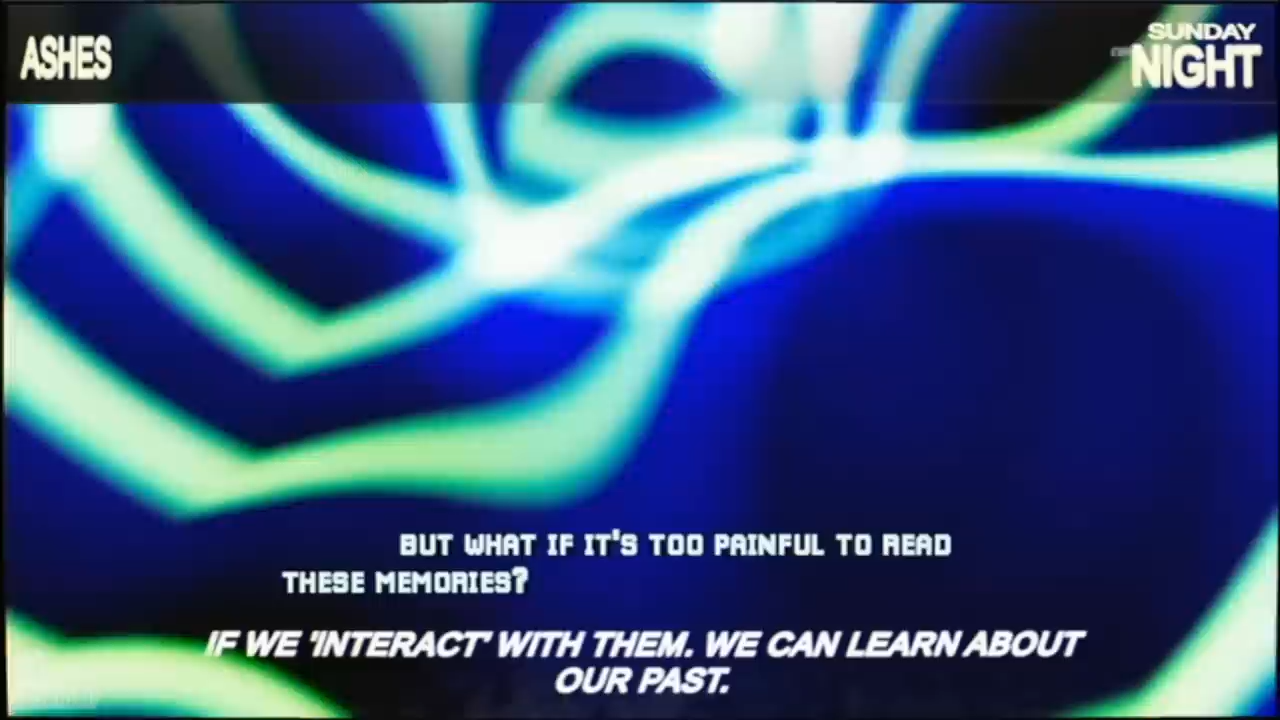 ASHES
SUNDAY
NIGHT
BUT WHAT IF IT'S TOO PAINFUL TO READ
THESE MEMORIES?
IF WE 'INTERACT' WITH THEM. WE CAN LEARN ABOUT
OUR PAST.